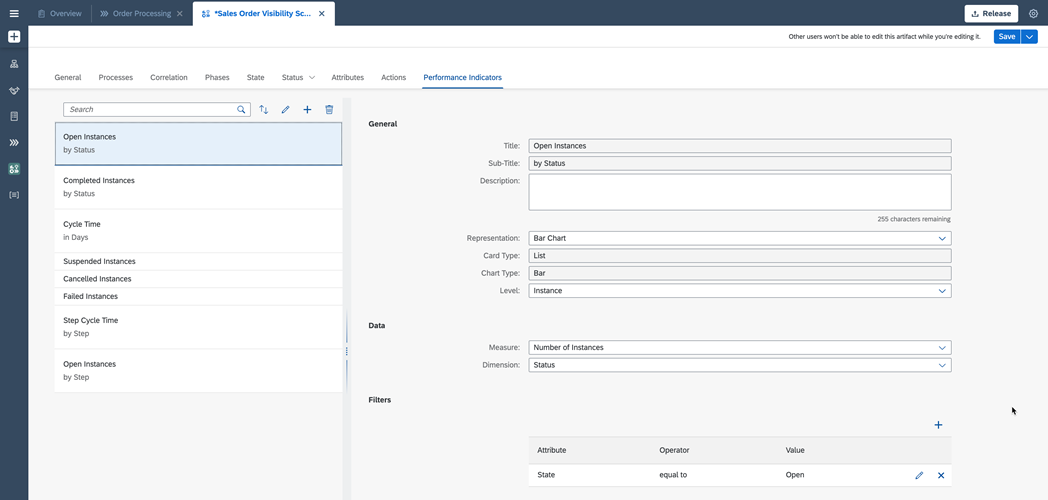 Overview
Order Processing
*Sales Order Visibility Sc...
Release
Other users won't be able to edit this artifact while you're editing it.
Save
General
Processes
Correlation
Phases
State
Status
Attributes
Actions
Performance Indicators
Search
Open Instances
by Status
Completed Instances
by Status
Cycle Time
in Days
Suspended Instances
Cancelled Instances
Failed Instances
Step Cycle Time
by Step
Open Instances
by Step
General
Title: Open Instances
Sub-Title: by Status
Description:
255 characters remaining
Representation: Bar Chart
Card Type: List
Chart Type: Bar
Level: Instance
Data
Measure: Number of Instances
Dimension: Status
Filters
Attribute Operator Value
State equal to Open